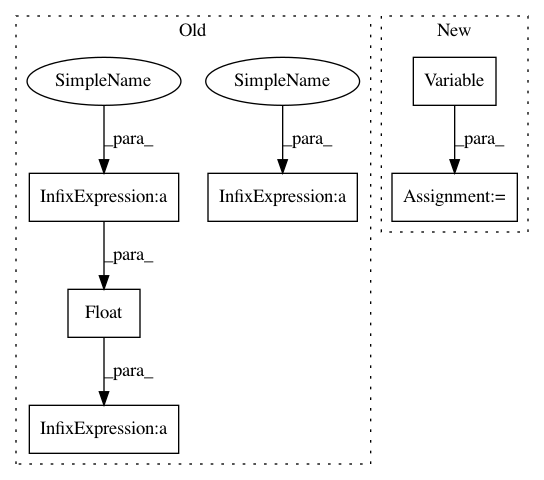 Old
New
SimpleName
SimpleName
Variable
_para_
_para_
_para_
InfixExpression:a
InfixExpression:a
Assignment:=
_para_
Float
_para_
InfixExpression:a